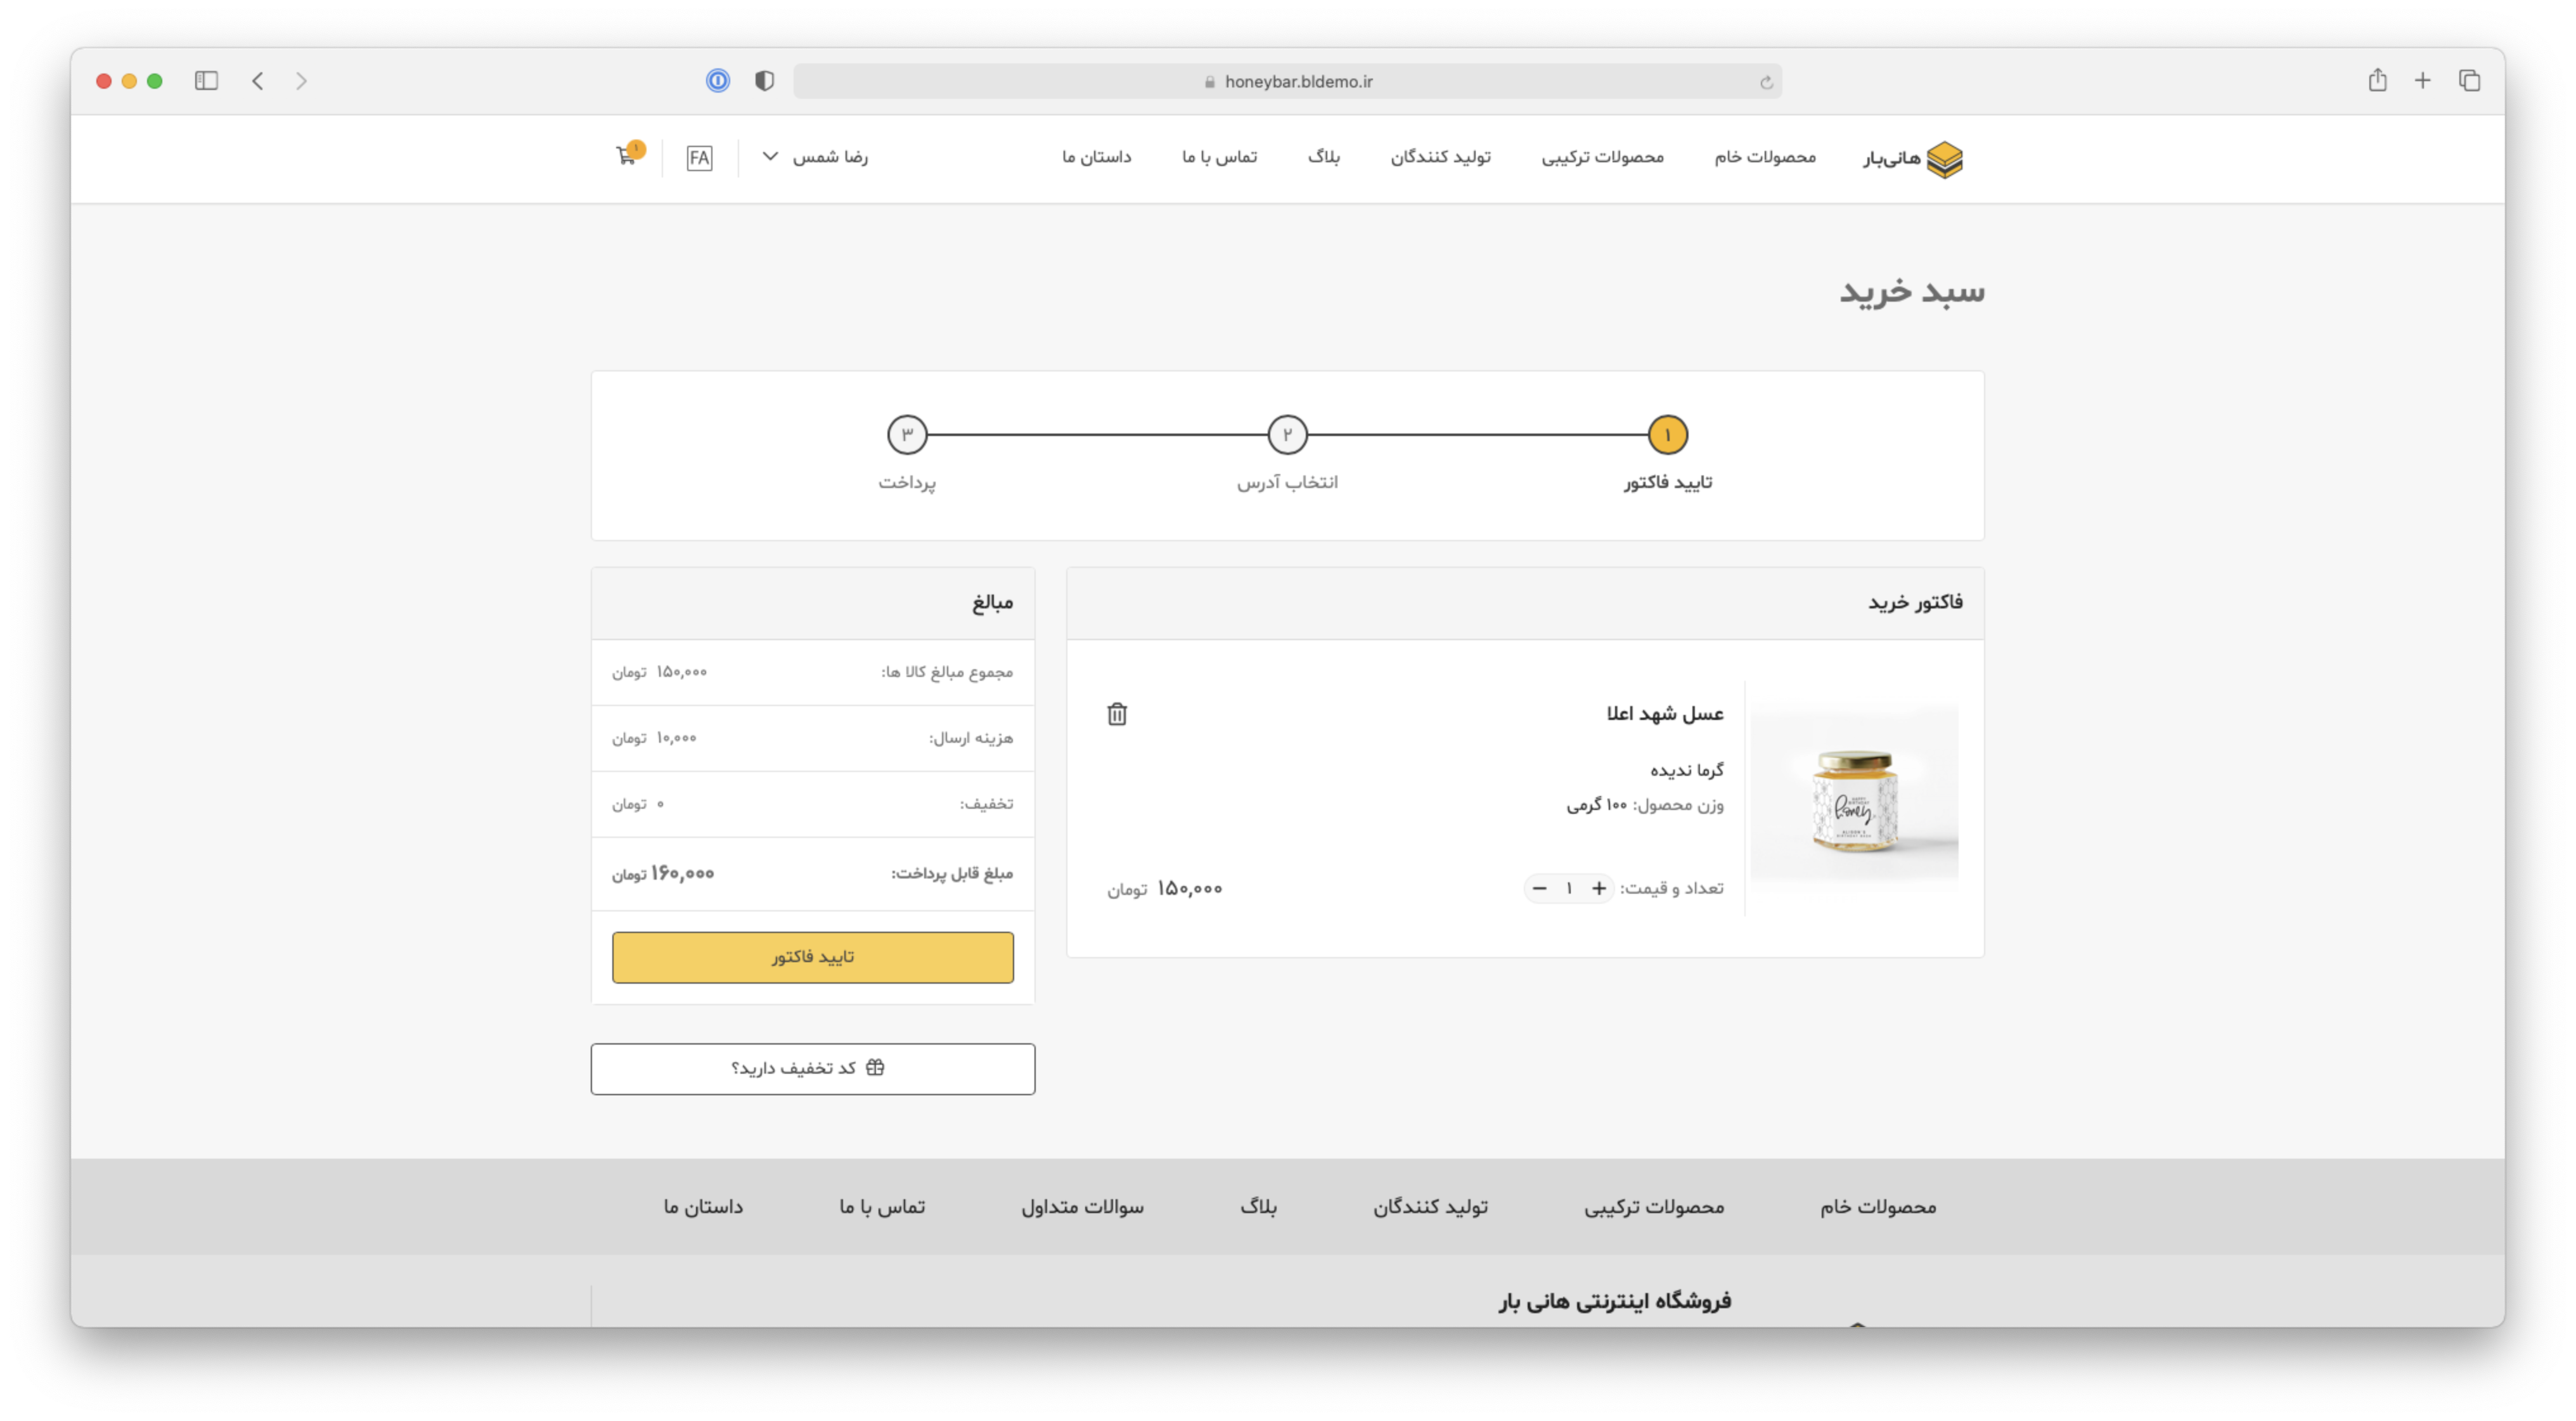 honeybar.bldemo.ir
هانی‌بار
محصولات خام
محصولات ترکیبی
تولید کنندگان
بلاگ
تماس با ما
داستان ما
رضا شمس
FA
۱
سبد خرید
۱
۲
۳
تایید فاکتور
انتخاب آدرس
پرداخت
فاکتور خرید
عسل شهد اعلا
گرما ندیده
وزن محصول: ۱۰۰ گرمی
تعداد و قیمت: + ۱ −
۱۵۰,۰۰۰ تومان
honey
مبالغ
مجموع مبالغ کالا ها: ۱۵۰,۰۰۰ تومان
هزینه ارسال: ۱۰,۰۰۰ تومان
تخفیف: ۰ تومان
مبلغ قابل پرداخت: ۱۶۰,۰۰۰ تومان
تایید فاکتور
کد تخفیف دارید؟
محصولات خام
محصولات ترکیبی
تولید کنندگان
بلاگ
سوالات متداول
تماس با ما
داستان ما
فروشگاه اینترنتی هانی بار